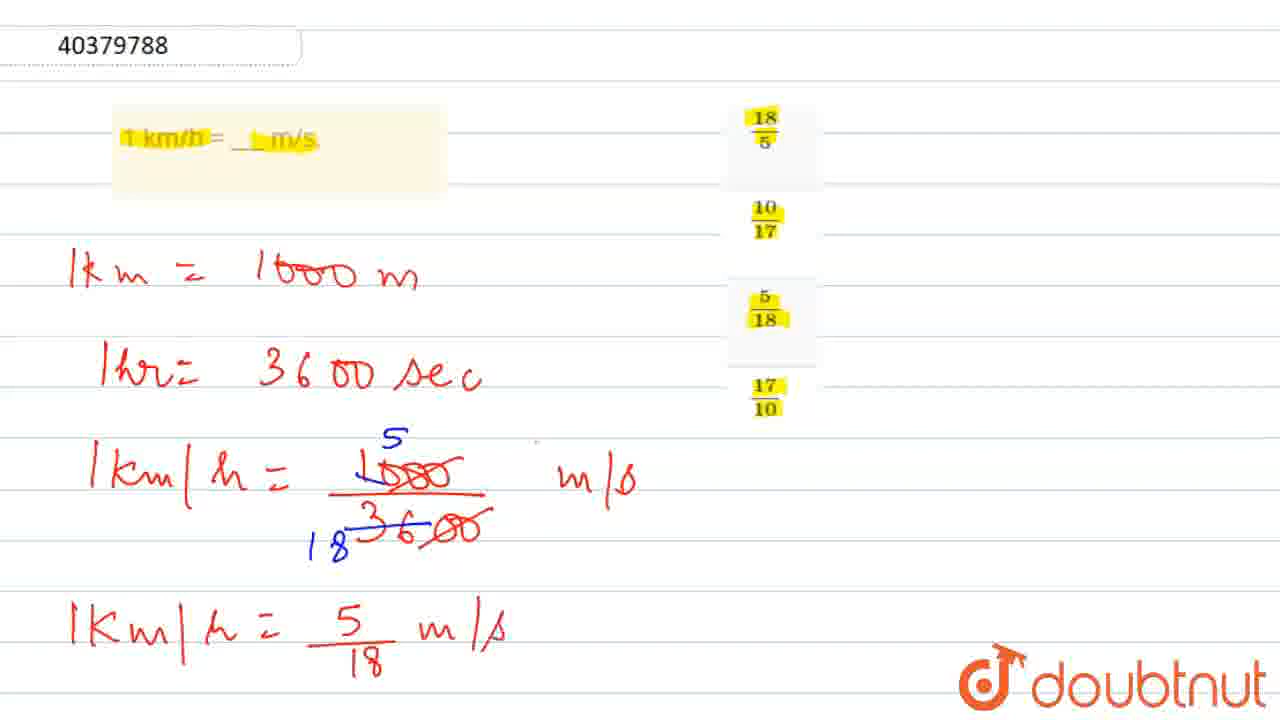 40379788
1 km/h = ___ m/s.
18/5
10/17
5/18
17/10
1km = 1000 m
1hr = 3600 sec
5
1km/h = 1000/3600 m/s
18
1km/h = 5/18 m/s
doubtnut